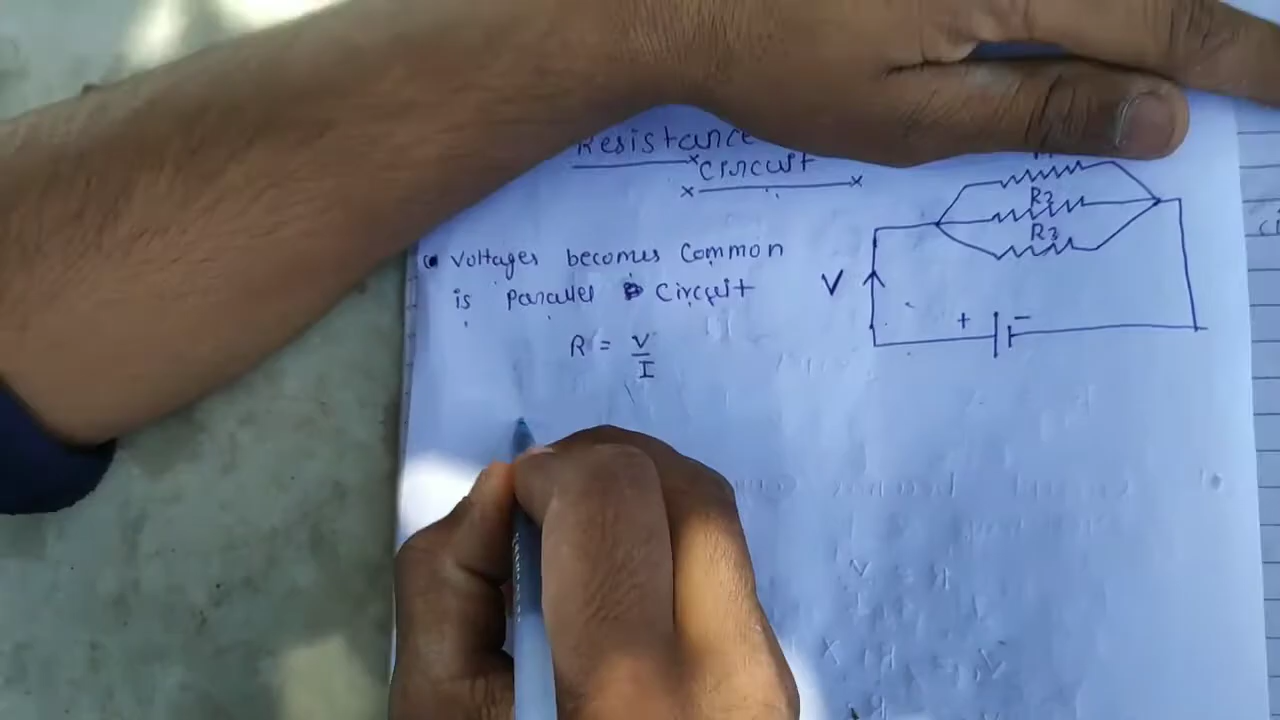 Resistance
Circuit
Voltages becomes Common
is Parallel Circuit
R = V
I
R2
R3
V
+
−